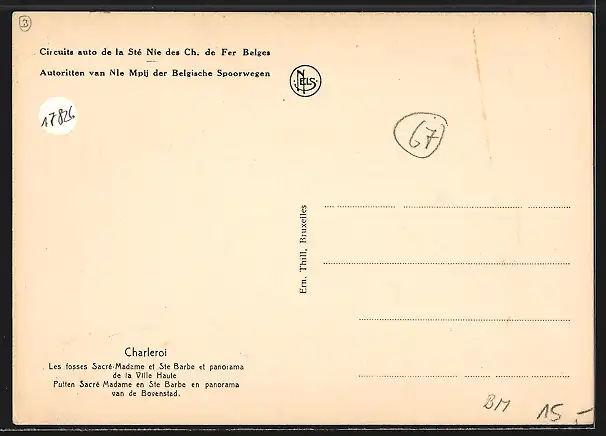 3
Circuits auto de la Sté Nle des Ch. de Fer Belges
Autoritten van Nle Mpij der Belgische Spoorwegen
NELS
17826
67
Ern. Thill, Bruxelles
Charleroi
Les fosses Sacré-Madame et Ste Barbe et panorama
de la Ville Haute
Putten Sacré Madame en Ste Barbe en panorama
van de Bovenstad.
BM
15,-